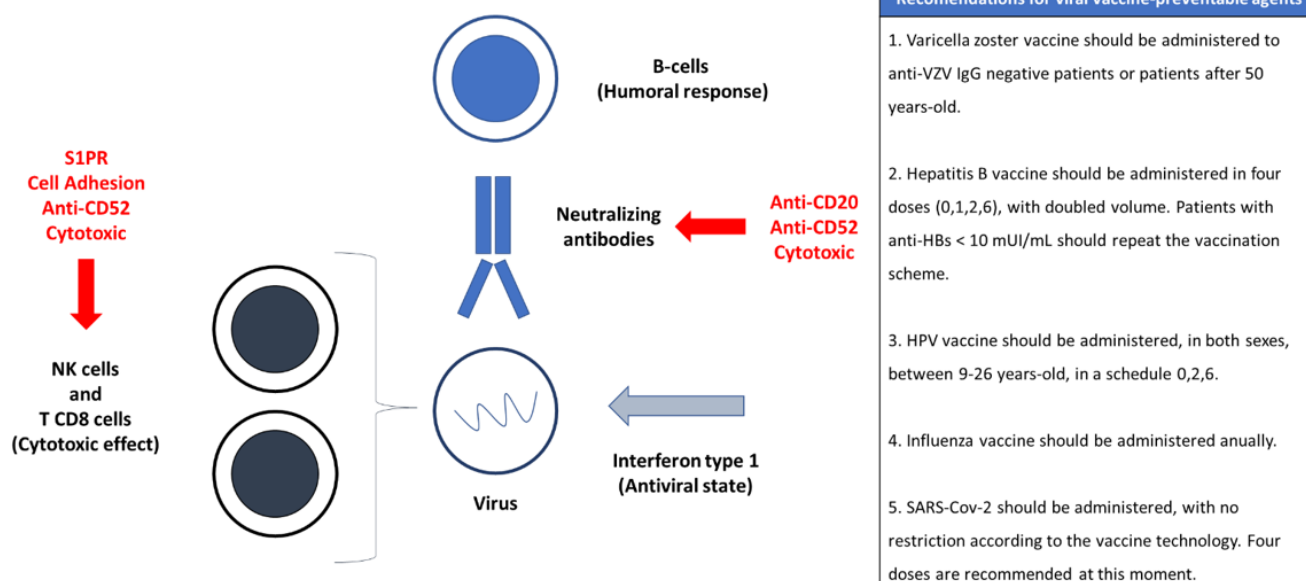 B-cells
(Humoral response)
S1PR
Cell Adhesion
Anti-CD52
Cytotoxic
Neutralizing
antibodies
Anti-CD20
Anti-CD52
Cytotoxic
NK cells
and
T CD8 cells
(Cytotoxic effect)
Interferon type 1
(Antiviral state)
Virus
Recomendations for viral vaccine-preventable agents
1. Varicella zoster vaccine should be administered to
anti-VZV IgG negative patients or patients after 50
years-old.
2. Hepatitis B vaccine should be administered in four
doses (0,1,2,6), with doubled volume. Patients with
anti-HBs < 10 mUI/mL should repeat the vaccination
scheme.
3. HPV vaccine should be administered, in both sexes,
between 9-26 years-old, in a schedule 0,2,6.
4. Influenza vaccine should be administered anually.
5. SARS-Cov-2 should be administered, with no
restriction according to the vaccine technology. Four
doses are recommended at this moment.